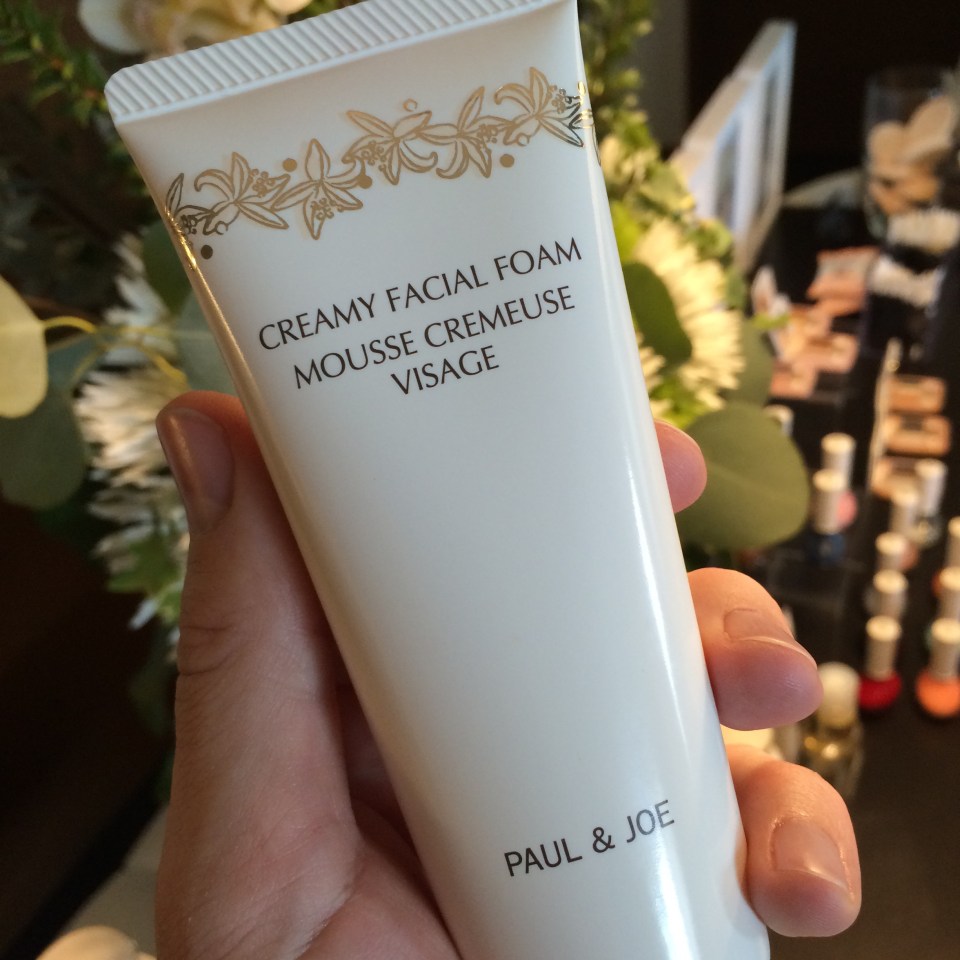 CREAMY FACIAL FOAM
MOUSSE CREMEUSE
VISAGE
PAUL & JOE